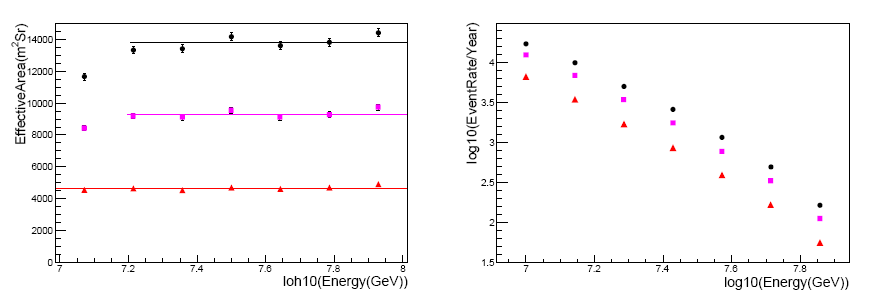 EffectiveArea(m²Sr)
14000
12000
10000
8000
6000
4000
2000
0
7 7.2 7.4 7.6 7.8 8
loh10(Energy(GeV))
log10(EventRate/Year)
4
3.5
3
2.5
2
1.5
7 7.2 7.4 7.6 7.8
log10(Energy(GeV))